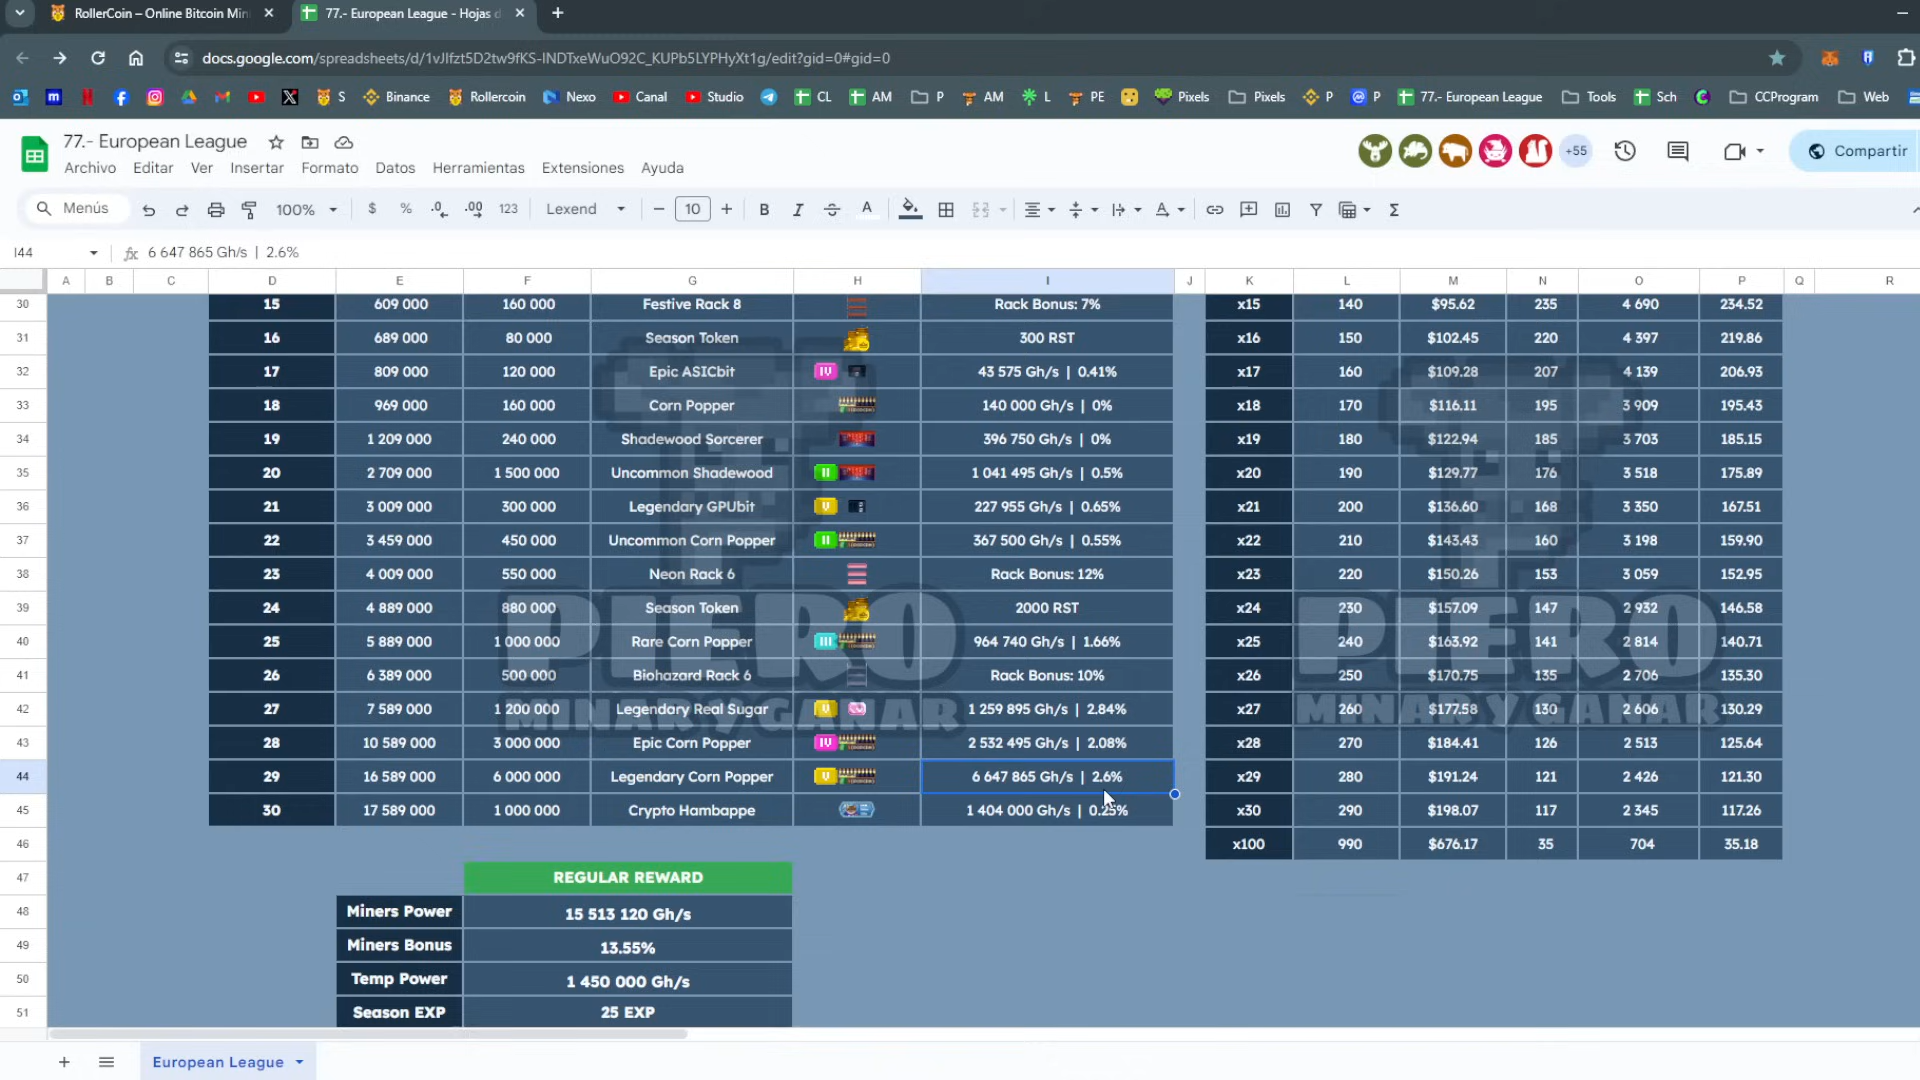 RollerCoin – Online Bitcoin Min
77.- European League - Hojas d
docs.google.com/spreadsheets/d/1vJlfzt5D2tw9fKS-INDTxeWuO92C_KUPb5LYPHyXt1g/edit?gid=0#gid=0
S Binance Rollercoin Nexo Canal Studio CL AM P AM L PE Pixels Pixels P P 77.- European League Tools Sch CCProgram Web
77.- European League
+55
Compartir
Archivo Editar Ver Insertar Formato Datos Herramientas Extensiones Ayuda
Menús 100% $ % .0 .00 123 Lexend 10
I44 fx 6 647 865 Gh/s | 2.6%
A B C D E F G H I J K L M N O P Q R
30 15 609 000 160 000 Festive Rack 8 Rack Bonus: 7% x15 140 $95.62 235 4 690 234.52
31 16 689 000 80 000 Season Token 300 RST x16 150 $102.45 220 4 397 219.86
32 17 809 000 120 000 Epic ASICbit IV 43 575 Gh/s | 0.41% x17 160 $109.28 207 4 139 206.93
33 18 969 000 160 000 Corn Popper 140 000 Gh/s | 0% x18 170 $116.11 195 3 909 195.43
34 19 1 209 000 240 000 Shadewood Sorcerer 396 750 Gh/s | 0% x19 180 $122.94 185 3 703 185.15
35 20 2 709 000 1 500 000 Uncommon Shadewood II 1 041 495 Gh/s | 0.5% x20 190 $129.77 176 3 518 175.89
36 21 3 009 000 300 000 Legendary GPUbit V 227 955 Gh/s | 0.65% x21 200 $136.60 168 3 350 167.51
37 22 3 459 000 450 000 Uncommon Corn Popper II 367 500 Gh/s | 0.55% x22 210 $143.43 160 3 198 159.90
38 23 4 009 000 550 000 Neon Rack 6 Rack Bonus: 12% x23 220 $150.26 153 3 059 152.95
39 24 4 889 000 880 000 Season Token 2000 RST x24 230 $157.09 147 2 932 146.58
40 25 5 889 000 1 000 000 Rare Corn Popper III 964 740 Gh/s | 1.66% x25 240 $163.92 141 2 814 140.71
41 26 6 389 000 500 000 Biohazard Rack 6 Rack Bonus: 10% x26 250 $170.75 135 2 706 135.30
42 27 7 589 000 1 200 000 Legendary Real Sugar V 1 259 895 Gh/s | 2.84% x27 260 $177.58 130 2 606 130.29
43 28 10 589 000 3 000 000 Epic Corn Popper IV 2 532 495 Gh/s | 2.08% x28 270 $184.41 126 2 513 125.64
44 29 16 589 000 6 000 000 Legendary Corn Popper V 6 647 865 Gh/s | 2.6% x29 280 $191.24 121 2 426 121.30
45 30 17 589 000 1 000 000 Crypto Hambappe 1 404 000 Gh/s | 0.25% x30 290 $198.07 117 2 345 117.26
46 x100 990 $676.17 35 704 35.18
PIERO PIERO
MINAR Y GANAR MINAR Y GANAR
47 REGULAR REWARD
48 Miners Power 15 513 120 Gh/s
49 Miners Bonus 13.55%
50 Temp Power 1 450 000 Gh/s
51 Season EXP 25 EXP
European League